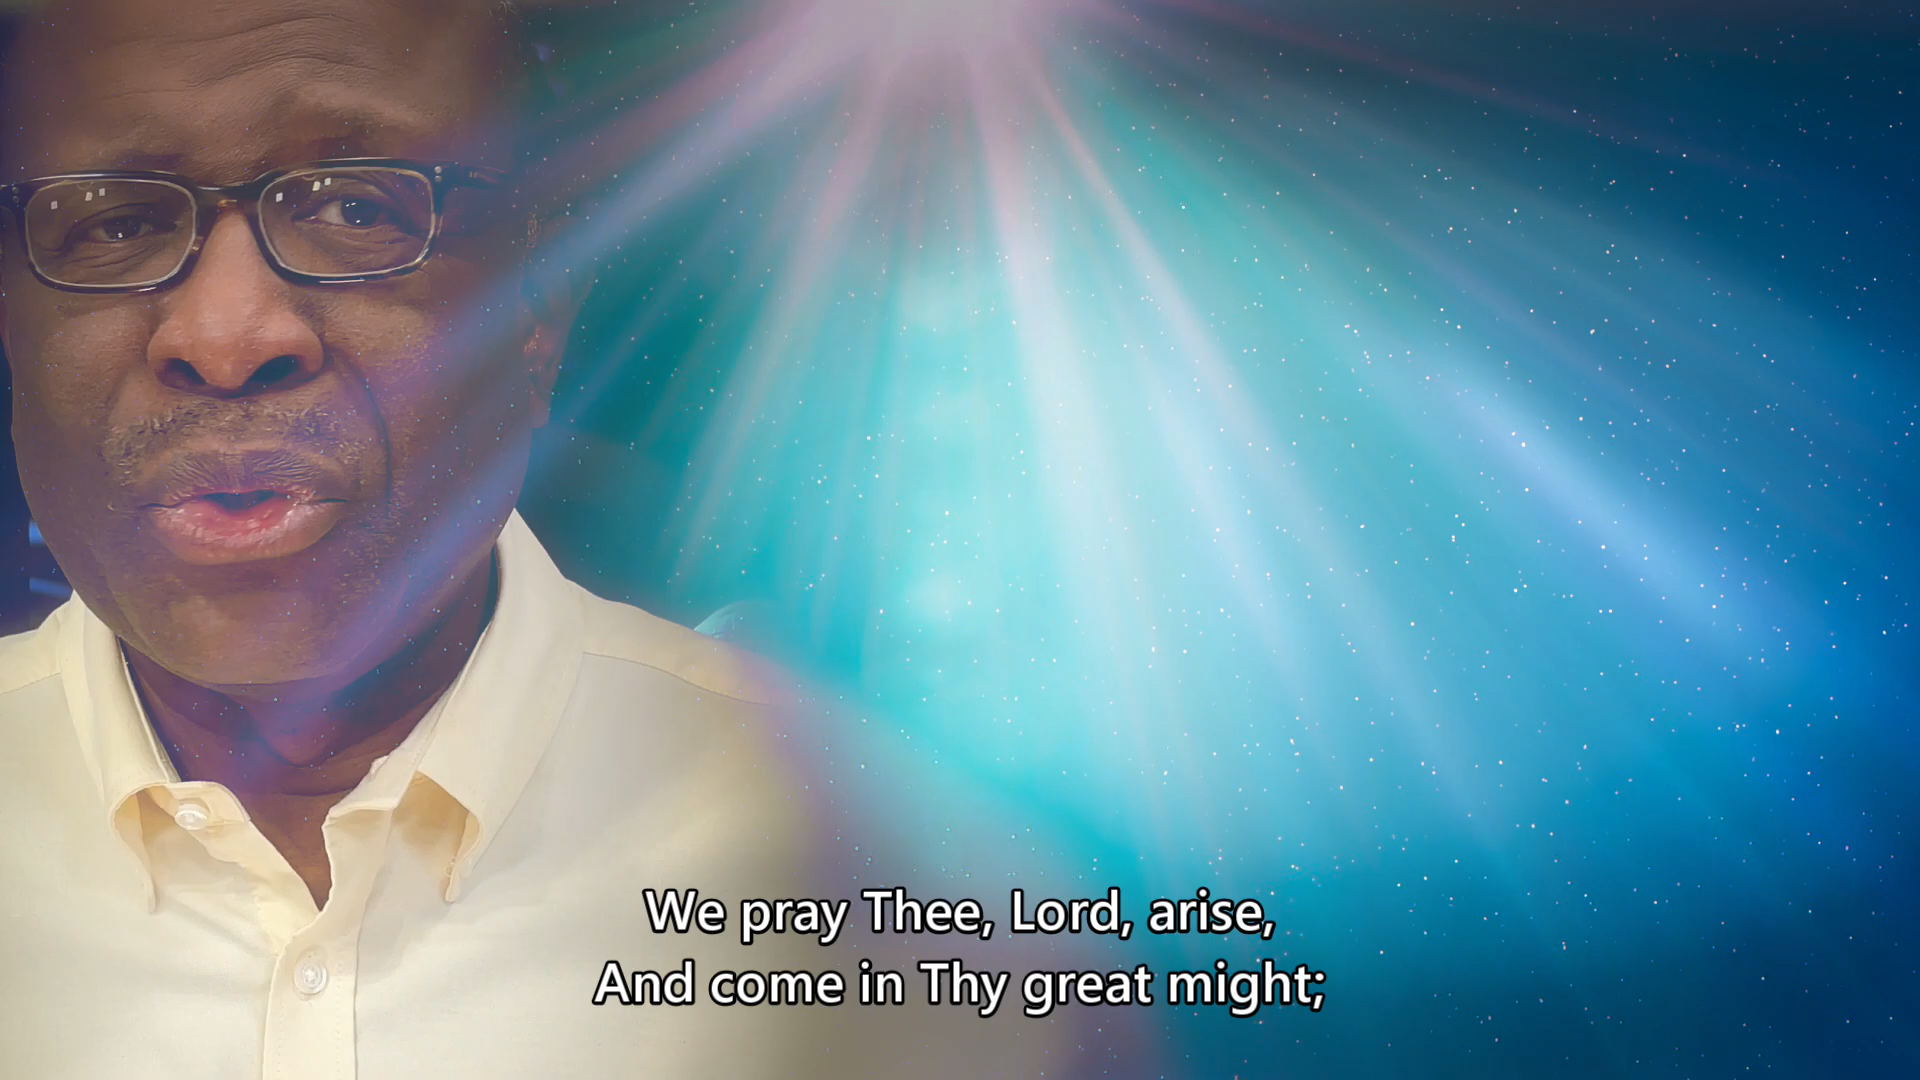 We pray Thee, Lord, arise,
And come in Thy great might;